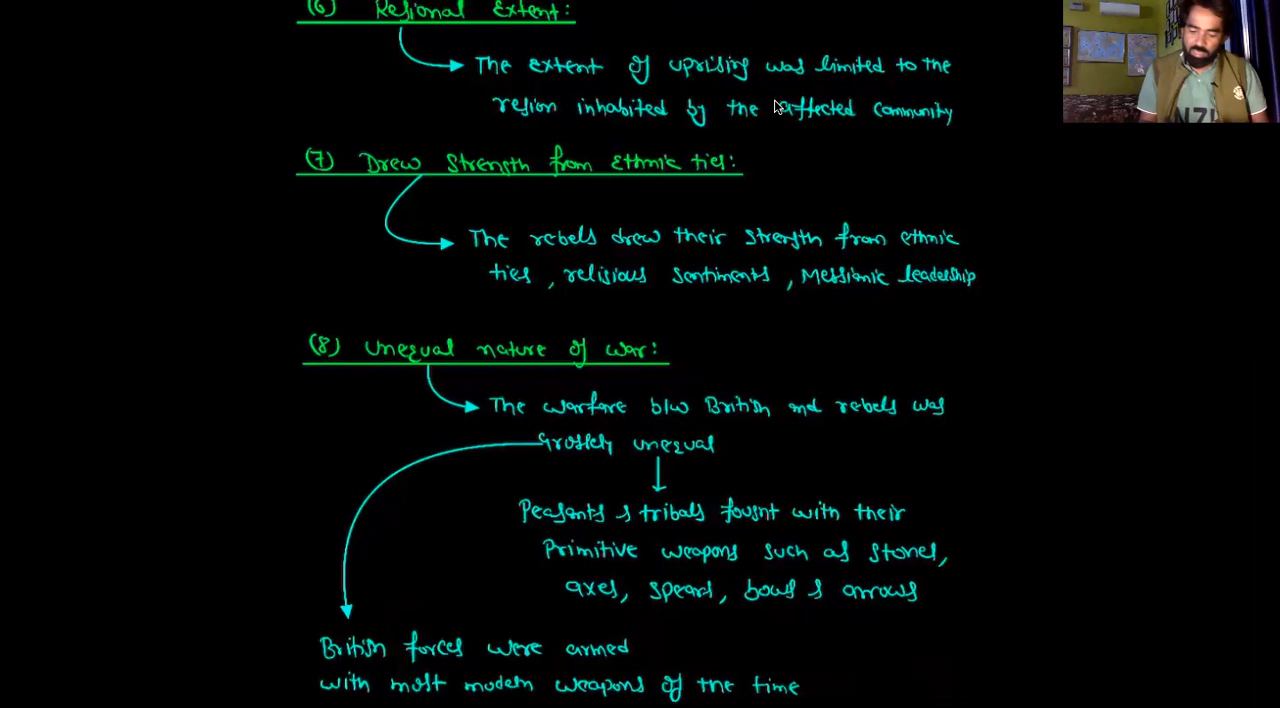 (6) Regional Extent:
The extent of uprising was limited to the
region inhabited by the affected community
(7) Drew strength from Ethnic ties:
The rebels drew their strength from ethnic
ties, religious sentiments, Messianic leadership
(8) Unequal nature of war:
The warfare b/w British and rebels was
Grossely unequal
Peasants & tribals fought with their
Primitive weapons such as stones,
axes, spears, bows & arrows
British forces were armed
with most modern weapons of the time
NZ